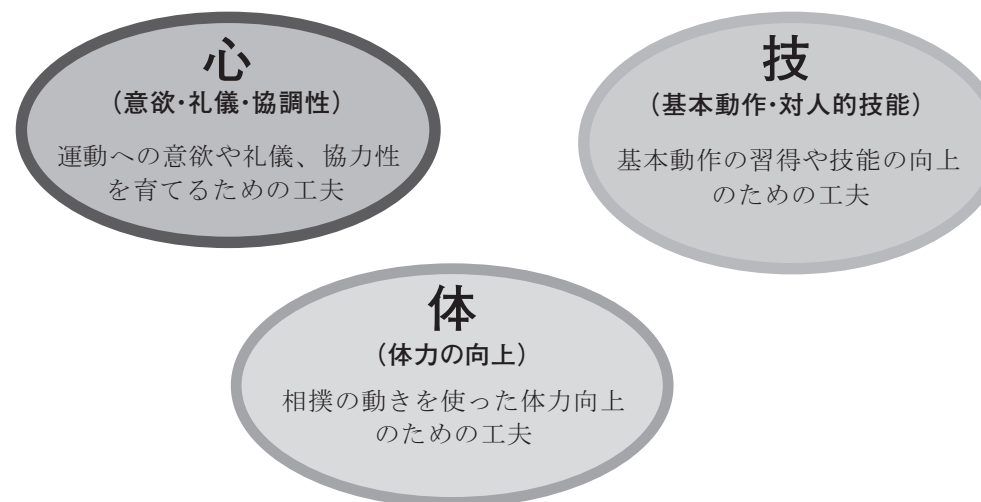 心
（意欲・礼儀・協調性）
運動への意欲や礼儀、協力性
を育てるための工夫
技
（基本動作・対人的技能）
基本動作の習得や技能の向上
のための工夫
体
（体力の向上）
相撲の動きを使った体力向上
のための工夫